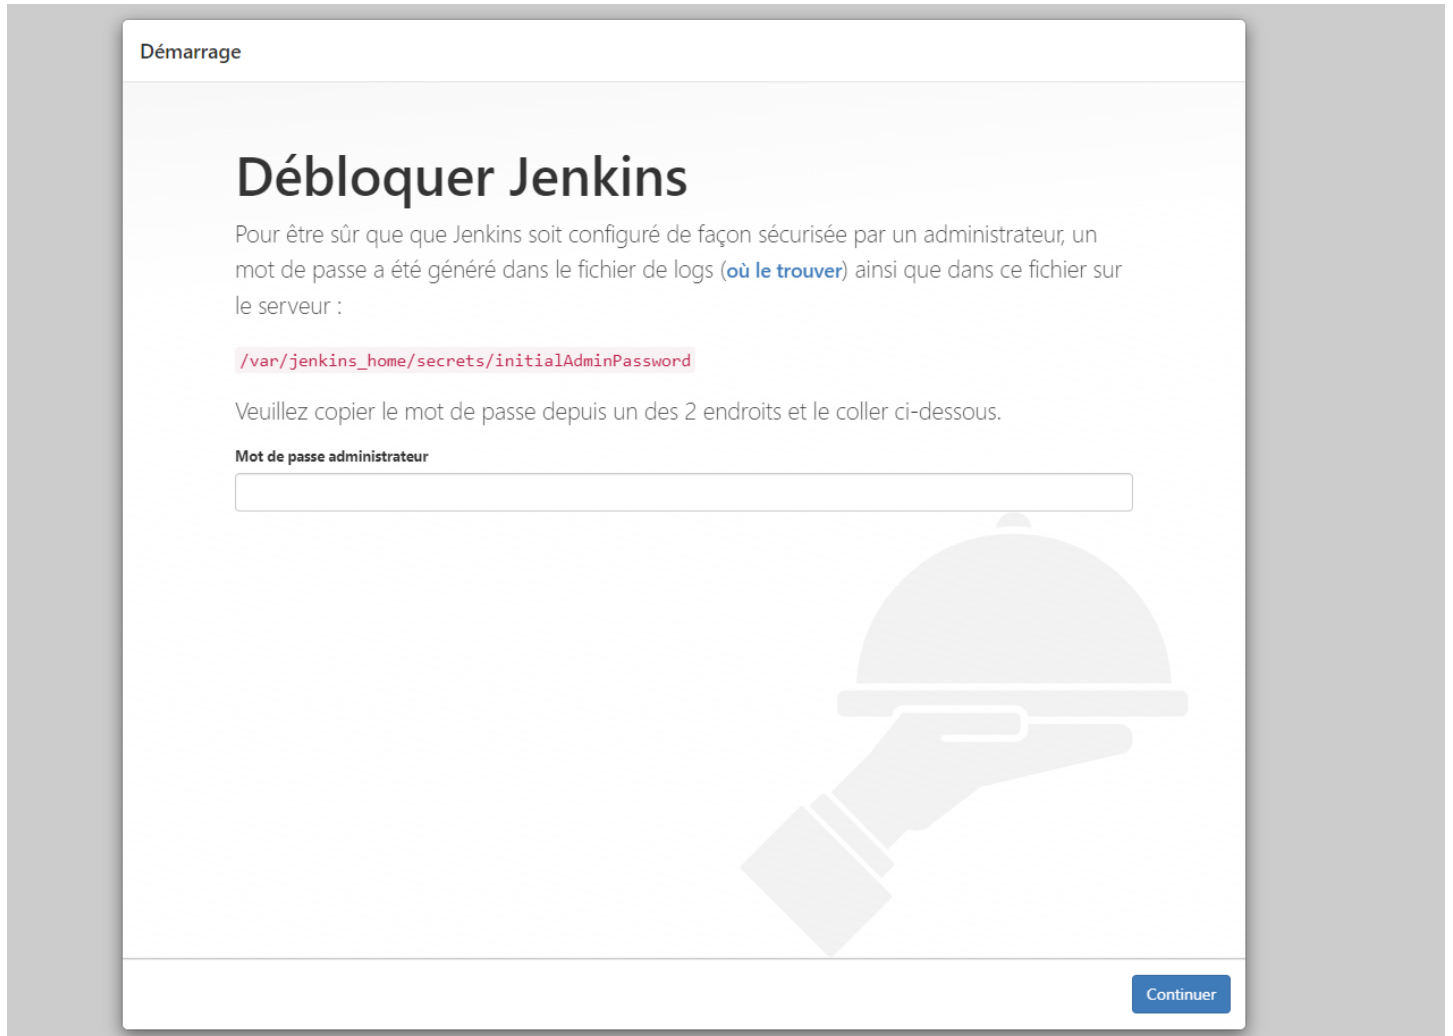 Démarrage
Débloquer Jenkins
Pour être sûr que que Jenkins soit configuré de façon sécurisée par un administrateur, un
mot de passe a été généré dans le fichier de logs (où le trouver) ainsi que dans ce fichier sur
le serveur :
/var/jenkins_home/secrets/initialAdminPassword
Veuillez copier le mot de passe depuis un des 2 endroits et le coller ci-dessous.
Mot de passe administrateur
Continuer